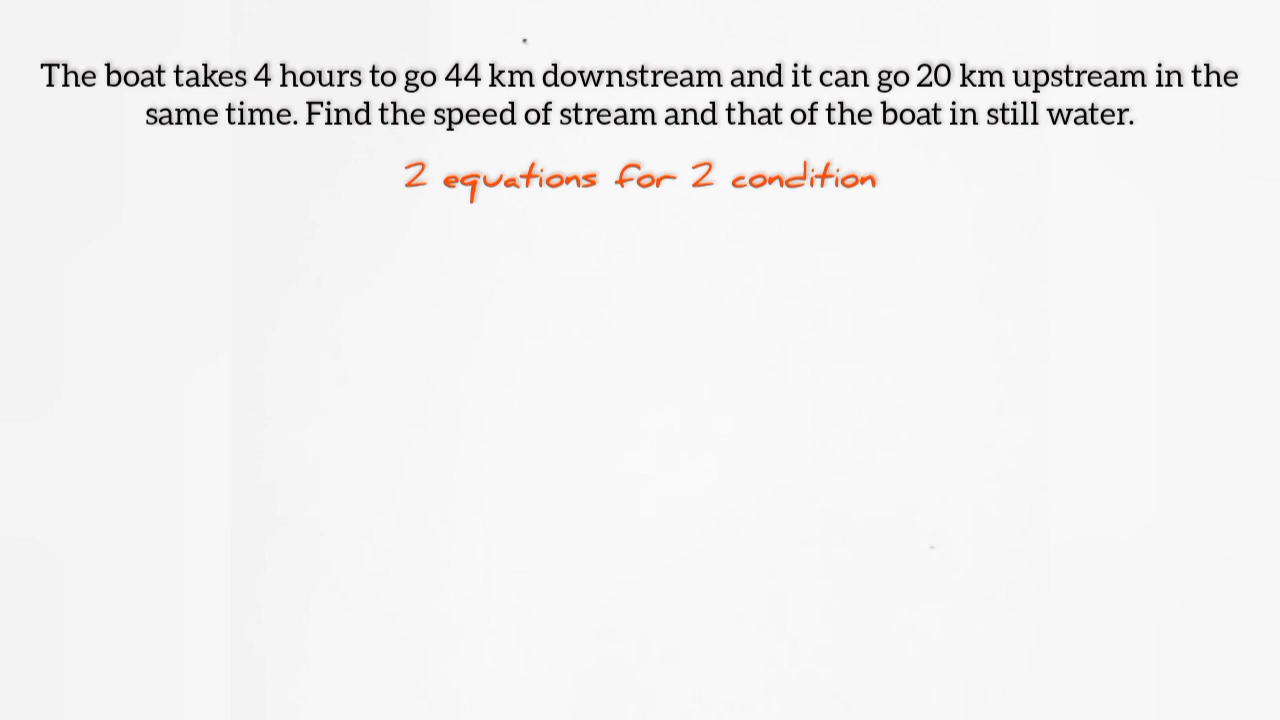 The boat takes 4 hours to go 44 km downstream and it can go 20 km upstream in the
same time. Find the speed of stream and that of the boat in still water.
2 equations for 2 condition